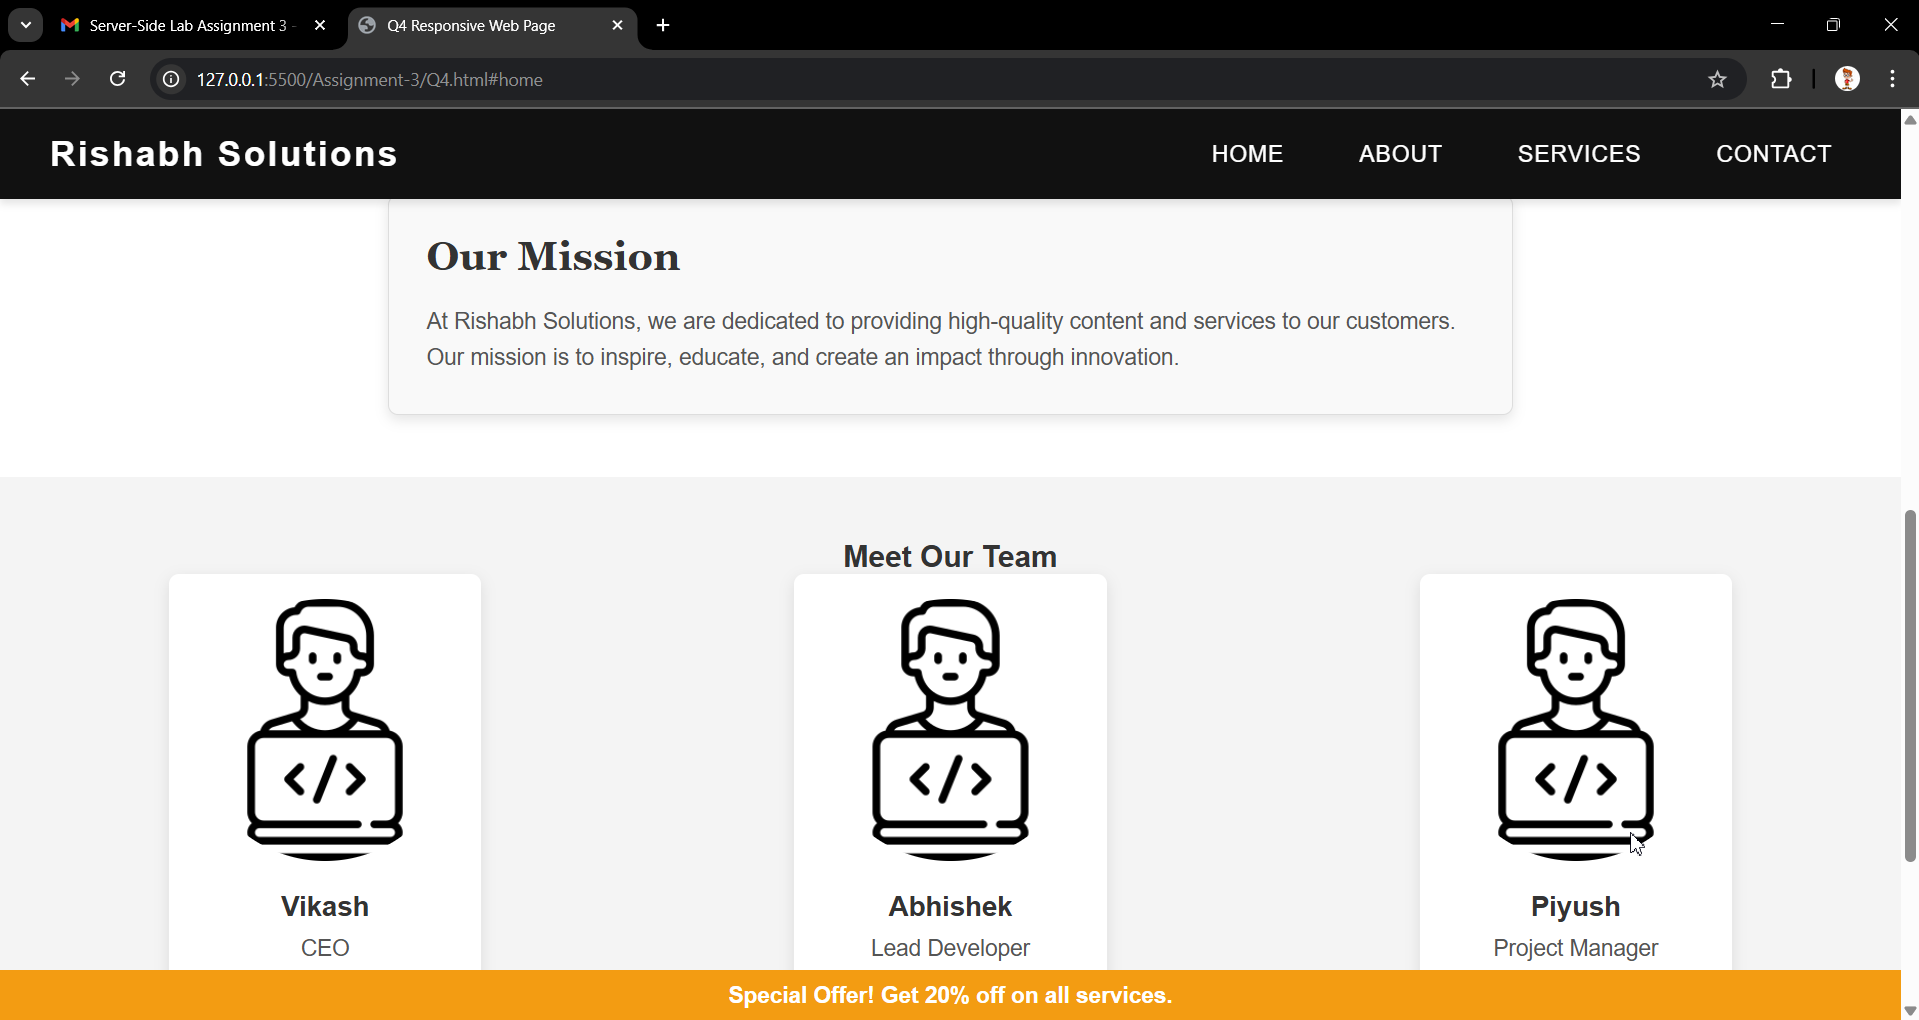 Server-Side Lab Assignment 3 -
Q4 Responsive Web Page
127.0.0.1:5500/Assignment-3/Q4.html#home
Rishabh Solutions
HOME
ABOUT
SERVICES
CONTACT
Our Mission
At Rishabh Solutions, we are dedicated to providing high-quality content and services to our customers.
Our mission is to inspire, educate, and create an impact through innovation.
Meet Our Team
</>
</>
</>
Vikash
CEO
Abhishek
Lead Developer
Piyush
Project Manager
Special Offer! Get 20% off on all services.